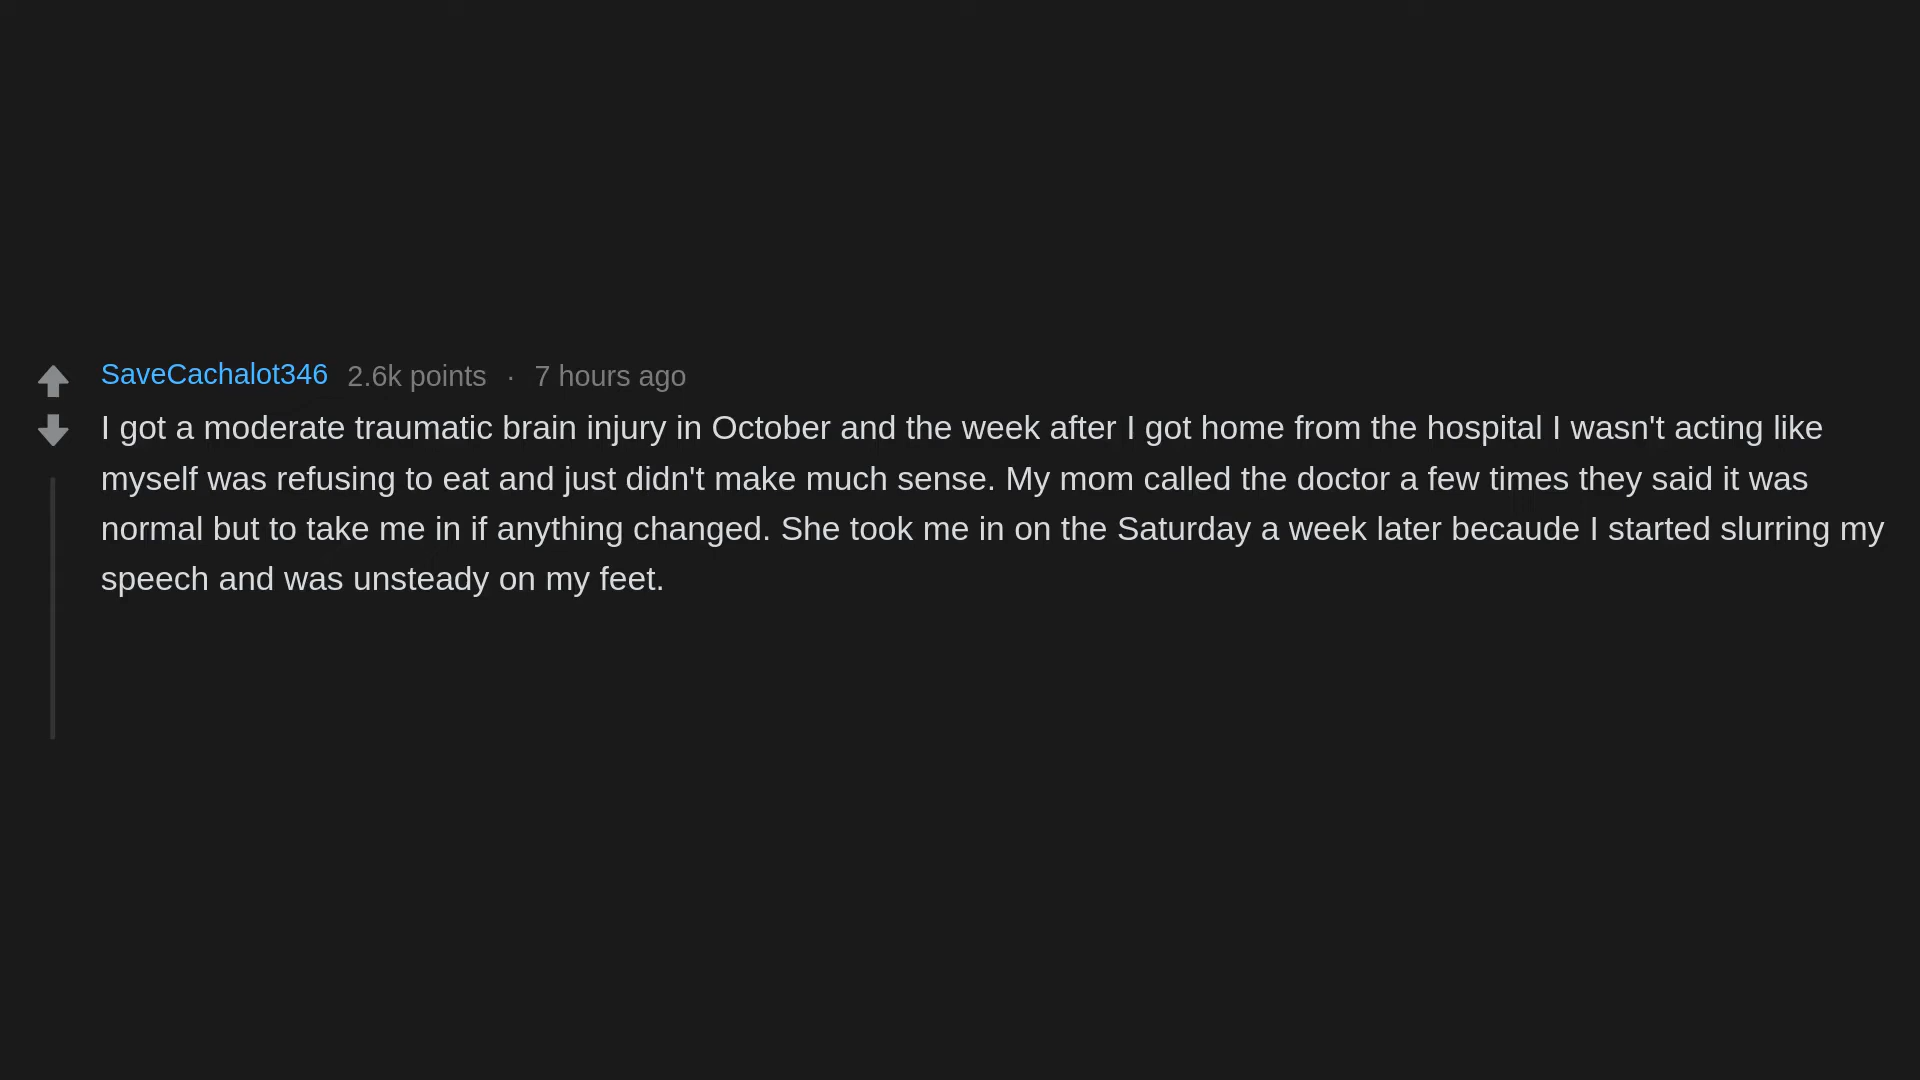 SaveCachalot346 2.6k points · 7 hours ago
I got a moderate traumatic brain injury in October and the week after I got home from the hospital I wasn't acting like
myself was refusing to eat and just didn't make much sense. My mom called the doctor a few times they said it was
normal but to take me in if anything changed. She took me in on the Saturday a week later becaude I started slurring my
speech and was unsteady on my feet.